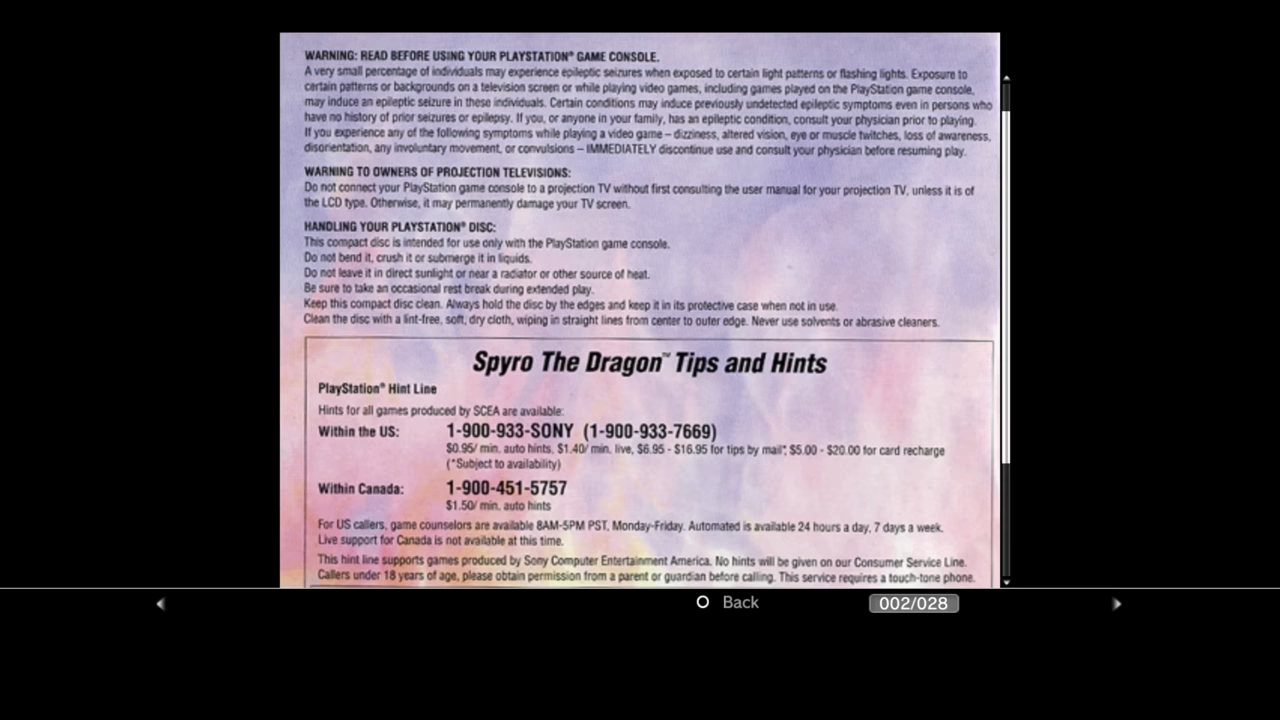 WARNING: READ BEFORE USING YOUR PLAYSTATION® GAME CONSOLE.
A very small percentage of individuals may experience epileptic seizures when exposed to certain light patterns or flashing lights. Exposure to
certain patterns or backgrounds on a television screen or while playing video games, including games played on the PlayStation game console,
may induce an epileptic seizure in these individuals. Certain conditions may induce previously undetected epileptic symptoms even in persons who
have no history of prior seizures or epilepsy. If you, or anyone in your family, has an epileptic condition, consult your physician prior to playing.
If you experience any of the following symptoms while playing a video game – dizziness, altered vision, eye or muscle twitches, loss of awareness,
disorientation, any involuntary movement, or convulsions – IMMEDIATELY discontinue use and consult your physician before resuming play.
WARNING TO OWNERS OF PROJECTION TELEVISIONS:
Do not connect your PlayStation game console to a projection TV without first consulting the user manual for your projection TV, unless it is of
the LCD type. Otherwise, it may permanently damage your TV screen.
HANDLING YOUR PLAYSTATION® DISC:
This compact disc is intended for use only with the PlayStation game console.
Do not bend it, crush it or submerge it in liquids.
Do not leave it in direct sunlight or near a radiator or other source of heat.
Be sure to take an occasional rest break during extended play.
Keep this compact disc clean. Always hold the disc by the edges and keep it in its protective case when not in use.
Clean the disc with a lint-free, soft, dry cloth, wiping in straight lines from center to outer edge. Never use solvents or abrasive cleaners.
Spyro The Dragon™ Tips and Hints
PlayStation® Hint Line
Hints for all games produced by SCEA are available:
Within the US: 1-900-933-SONY (1-900-933-7669)
$0.95/ min. auto hints, $1.40/ min. live, $6.95 - $16.95 for tips by mail*, $5.00 - $20.00 for card recharge
(*Subject to availability)
Within Canada: 1-900-451-5757
$1.50/ min. auto hints
For US callers, game counselors are available 8AM-5PM PST, Monday-Friday. Automated is available 24 hours a day, 7 days a week.
Live support for Canada is not available at this time.
This hint line supports games produced by Sony Computer Entertainment America. No hints will be given on our Consumer Service Line.
Callers under 18 years of age, please obtain permission from a parent or guardian before calling. This service requires a touch-tone phone.
Back 002/028